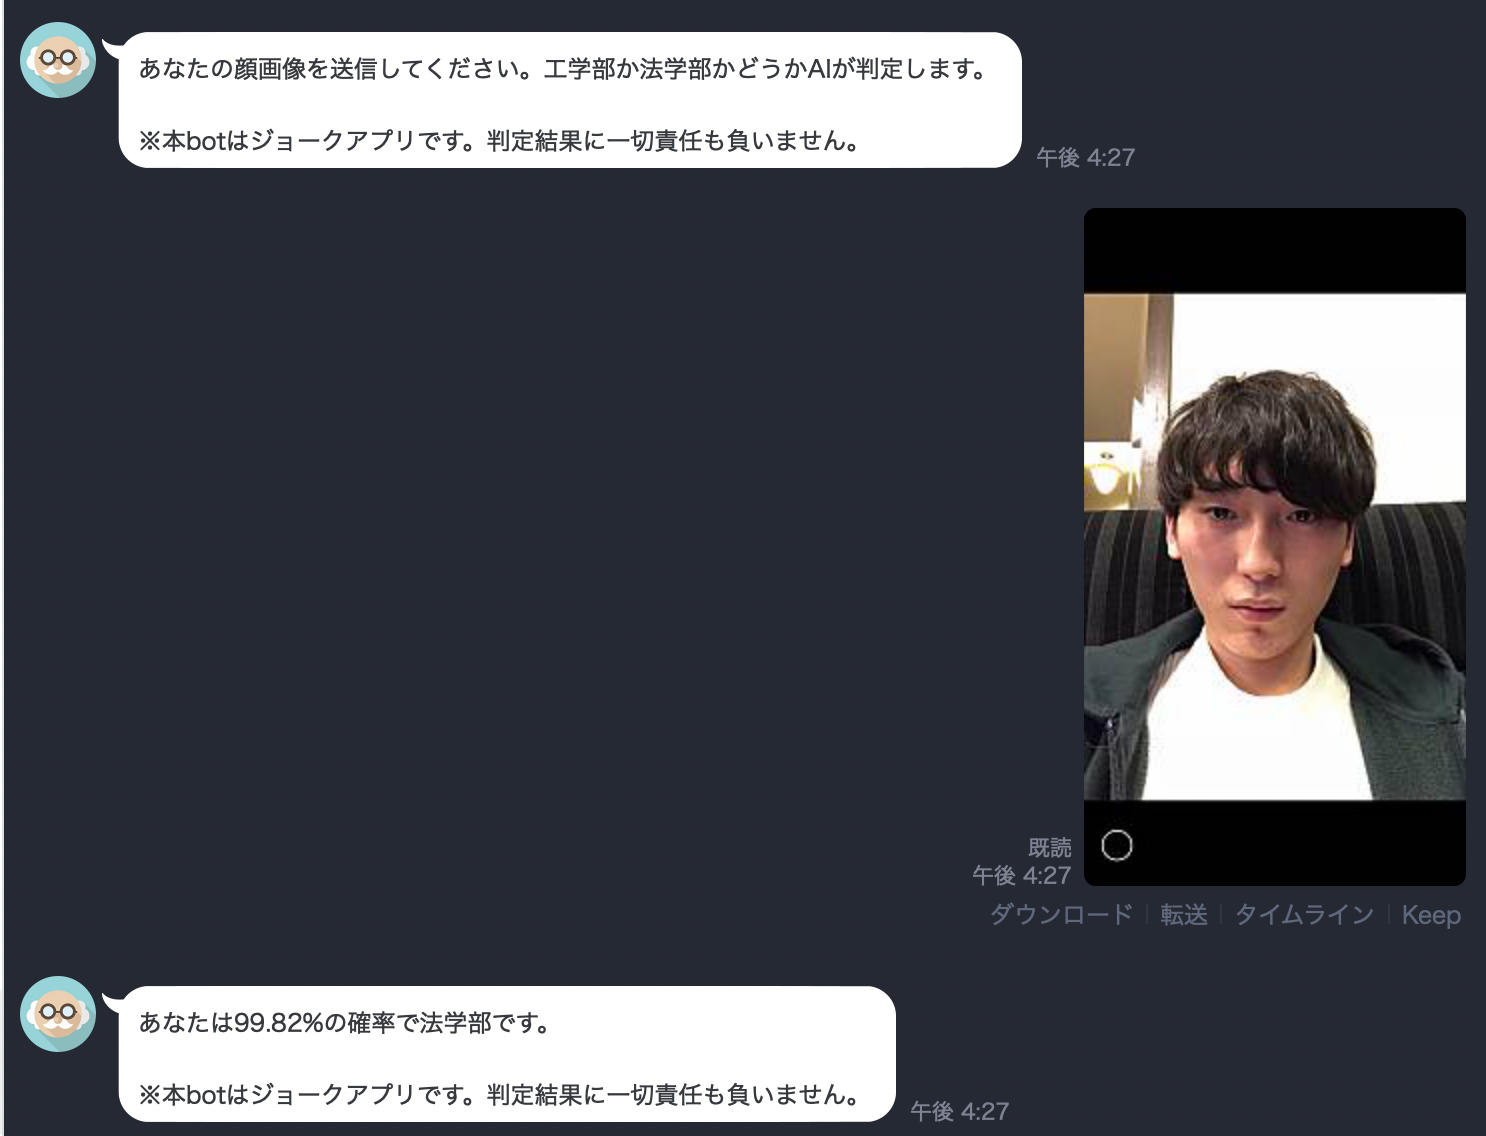 あなたの顔画像を送信してください。工学部か法学部かどうかAIが判定します。
※本botはジョークアプリです。判定結果に一切責任も負いません。
午後 4:27
既読
午後 4:27
ダウンロード | 転送 | タイムライン | Keep
あなたは99.82%の確率で法学部です。
※本botはジョークアプリです。判定結果に一切責任も負いません。
午後 4:27